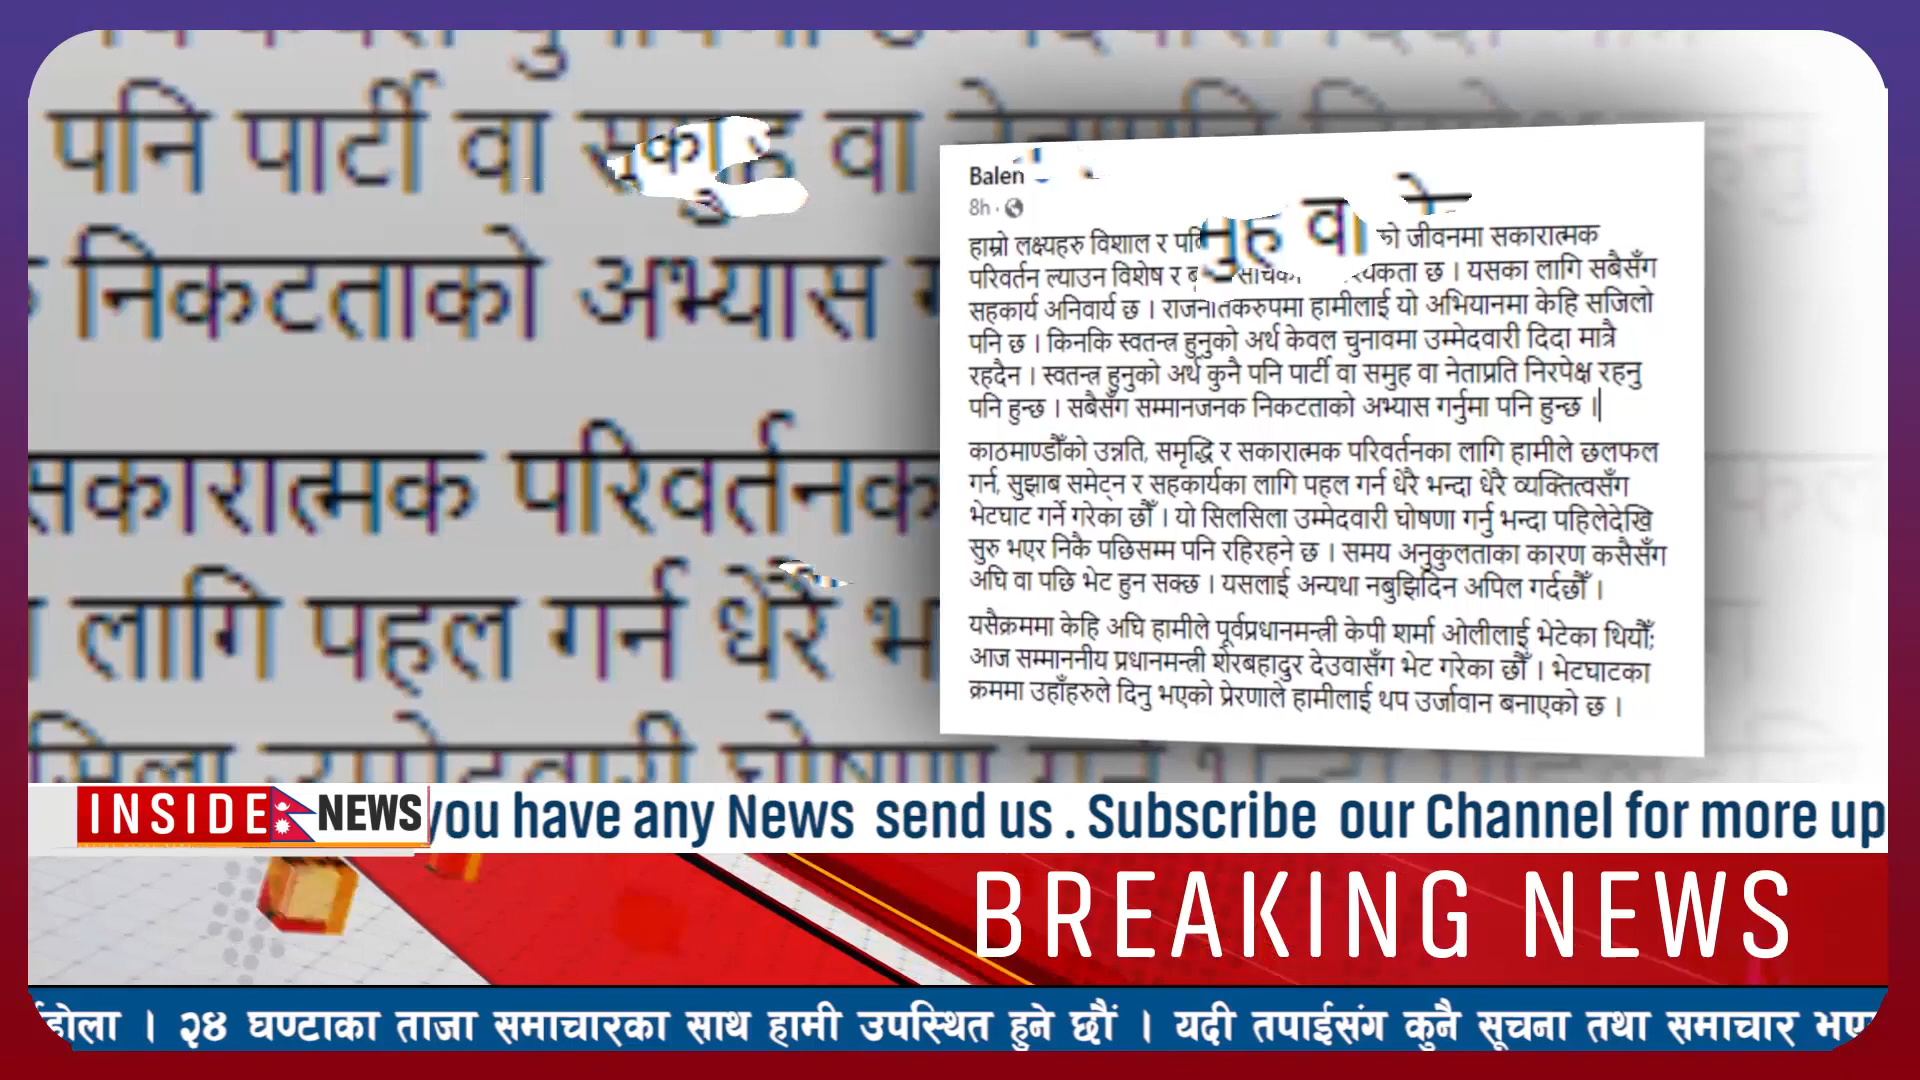 पनि पार्टी वा वा
निकटताको अभ्यास
सकारात्मक परिवर्तनक
लागि पहल गर्न धेरै भ
Balen
8h ·
हाम्रो लक्ष्यहरु विशाल र जीवनमा सकारात्मक
परिवर्तन ल्याउन विशेष र छ । यसका लागि सबैसँग
सहकार्य अनिवार्य छ । राजनीतिकरुपमा हामीलाई यो अभियानमा केहि सजिलो
पनि छ । किनकि स्वतन्त्र हुनुको अर्थ केवल चुनावमा उम्मेदवारी दिदा मात्रै
रहदैन । स्वतन्त्र हुनुको अर्थ कुनै पनि पार्टी वा समुह वा नेताप्रति निरपेक्ष रहनु
पनि हुन्छ । सबैसँग सम्मानजनक निकटताको अभ्यास गर्नुमा पनि हुन्छ ।
काठमाण्डौँको उन्नति, समृद्धि र सकारात्मक परिवर्तनका लागि हामीले छलफल
गर्न, सुझाब समेट्न र सहकार्यका लागि पहल गर्न धेरै भन्दा धेरै व्यक्तित्वसँग
भेटघाट गर्ने गरेका छौँ । यो सिलसिला उम्मेदवारी घोषणा गर्नु भन्दा पहिलेदेखि
सुरु भएर निकै पछिसम्म पनि रहिरहने छ । समय अनुकुलताका कारण कसैसँग
अघि वा पछि भेट हुन सक्छ । यसलाई अन्यथा नबुझिदिन अपिल गर्दछौँ ।
यसैक्रममा केहि अघि हामीले पूर्वप्रधानमन्त्री केपी शर्मा ओलीलाई भेटेका थियौँ;
आज सम्माननीय प्रधानमन्त्री शेरबहादुर देउवासँग भेट गरेका छौँ । भेटघाटका
क्रममा उहाँहरुले दिनु भएको प्रेरणाले हामीलाई थप उर्जावान बनाएको छ ।
INSIDE NEWS you have any News send us . Subscribe our Channel for more up
BREAKING NEWS
होला । २४ घण्टाका ताजा समाचारका साथ हामी उपस्थित हुने छौं । यदी तपाईसंग कुनै सूचना तथा समाचार भए